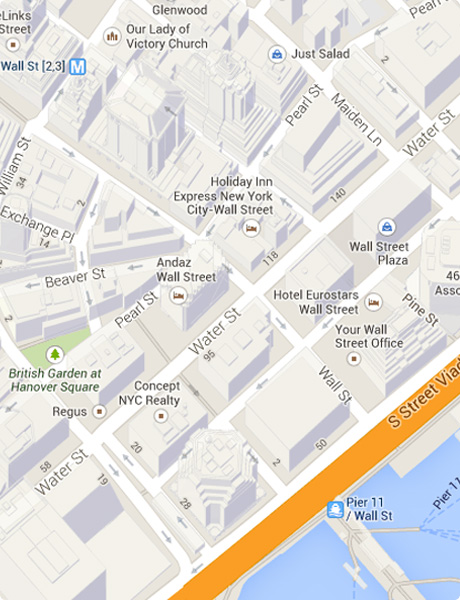 Glenwood
eLinks
Street
Our Lady of
Victory Church
Just Salad
Pearl
2
Wall St [2,3]
M
Pearl St
Maiden Ln
Water St
William St
34
2
Holiday Inn
Express New York
City-Wall Street
140
Exchange Pl
14
118
Wall Street
Plaza
Beaver St
Andaz
Wall Street
46
Asso
Hotel Eurostars
Wall Street
Pine St
2
Pearl St
Water St
95
Your Wall
Street Office
British Garden at
Hanover Square
Concept
NYC Realty
Wall St
S Street Viad
Regus
20
50
2
58
Water St
19
28
Pier 11
/ Wall St
Pier 11